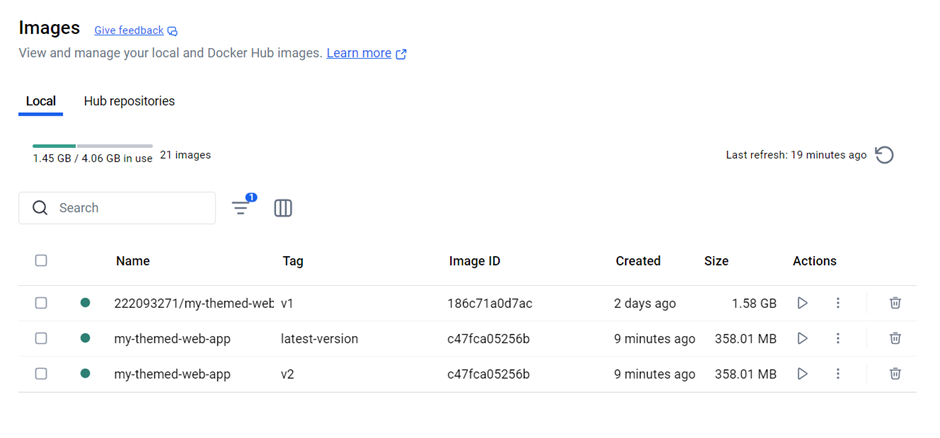 Images Give feedback
View and manage your local and Docker Hub images. Learn more
Local Hub repositories
1.45 GB / 4.06 GB in use 21 images Last refresh: 19 minutes ago
Search 1
Name Tag Image ID Created Size Actions
222093271/my-themed-web v1 186c71a0d7ac 2 days ago 1.58 GB
my-themed-web-app latest-version c47fca05256b 9 minutes ago 358.01 MB
my-themed-web-app v2 c47fca05256b 9 minutes ago 358.01 MB